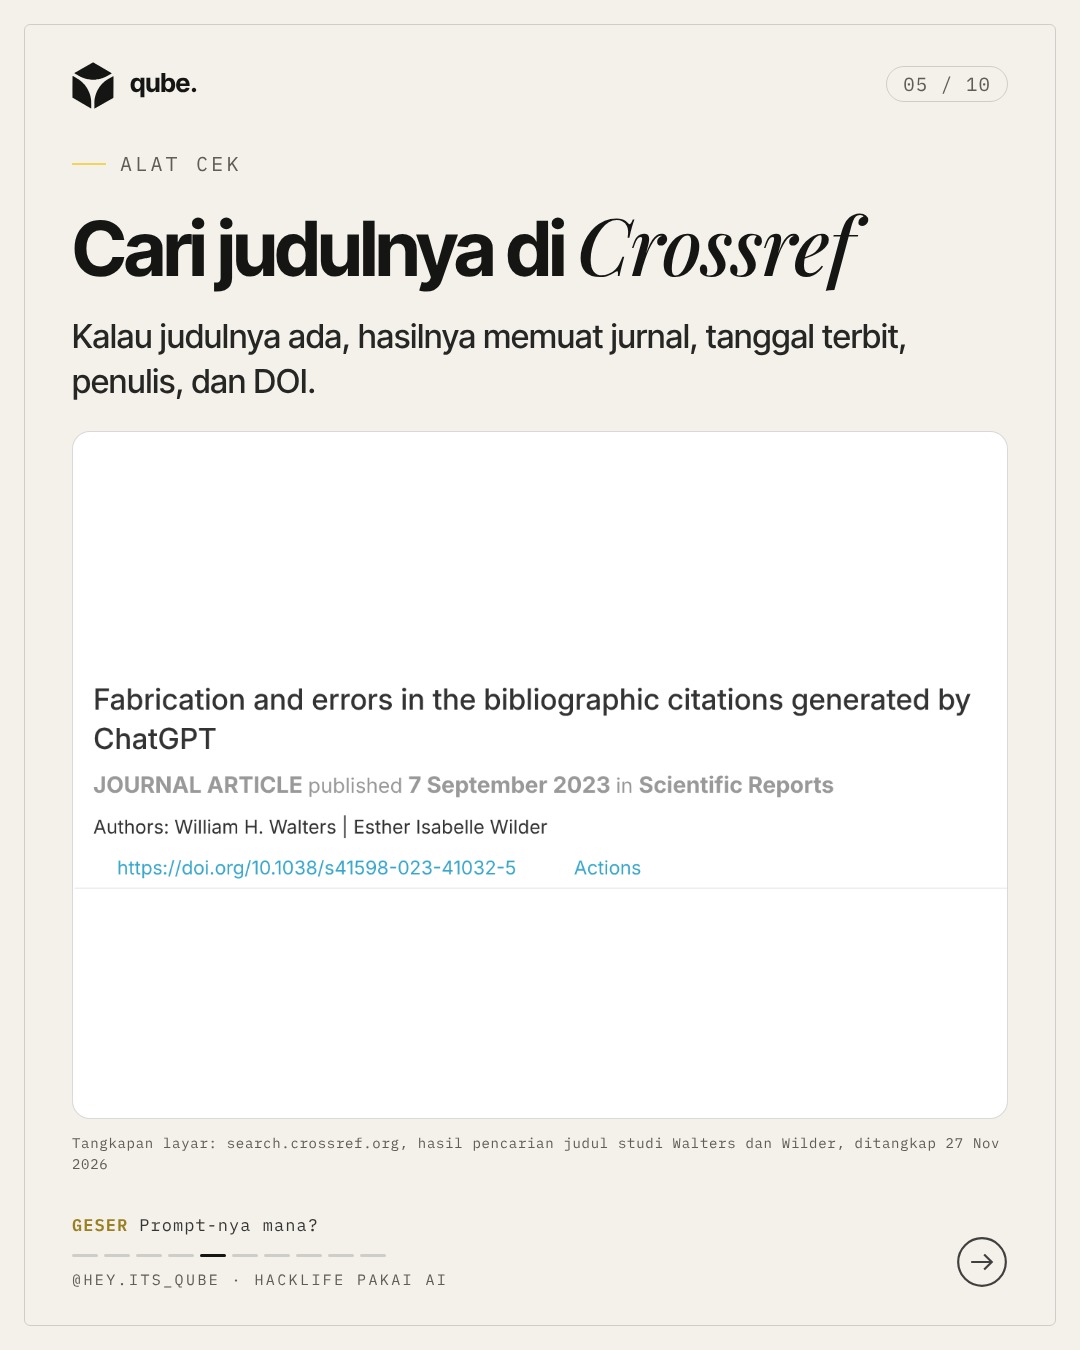 qube.
05 / 10
ALAT CEK
Cari judulnya di Crossref
Kalau judulnya ada, hasilnya memuat jurnal, tanggal terbit,
penulis, dan DOI.
Fabrication and errors in the bibliographic citations generated by
ChatGPT
JOURNAL ARTICLE published 7 September 2023 in Scientific Reports
Authors: William H. Walters | Esther Isabelle Wilder
https://doi.org/10.1038/s41598-023-41032-5 Actions
Tangkapan layar: search.crossref.org, hasil pencarian judul studi Walters dan Wilder, ditangkap 27 Nov
2026
GESER Prompt-nya mana?
@HEY.ITS_QUBE · HACKLIFE PAKAI AI